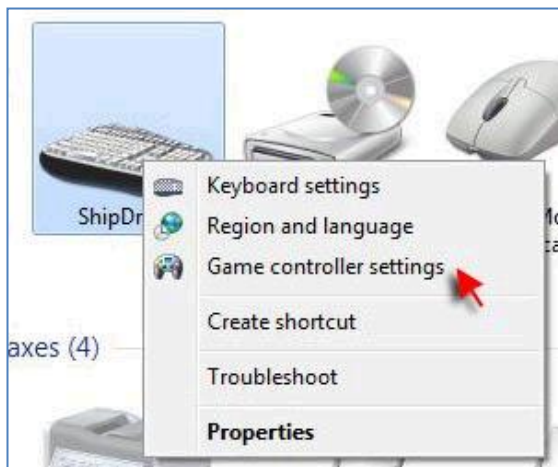 Keyboard settings
ShipDr
Region and language
Game controller settings
Create shortcut
axes (4)
Troubleshoot
Properties